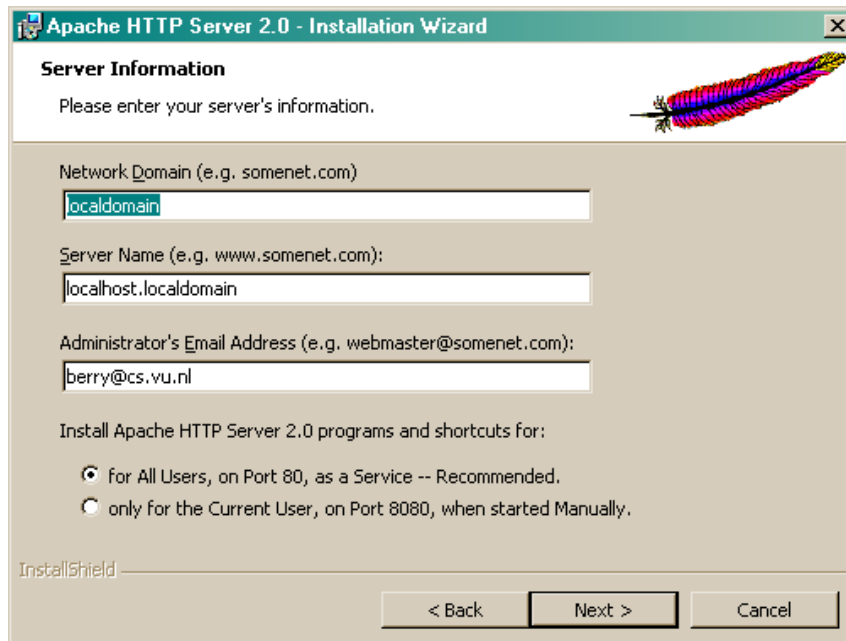 Apache HTTP Server 2.0 - Installation Wizard
Server Information
Please enter your server's information.
Network Domain (e.g. somenet.com)
localdomain
Server Name (e.g. www.somenet.com):
localhost.localdomain
Administrator's Email Address (e.g. webmaster@somenet.com):
berry@cs.vu.nl
Install Apache HTTP Server 2.0 programs and shortcuts for:
for All Users, on Port 80, as a Service -- Recommended.
only for the Current User, on Port 8080, when started Manually.
InstallShield
< Back Next > Cancel